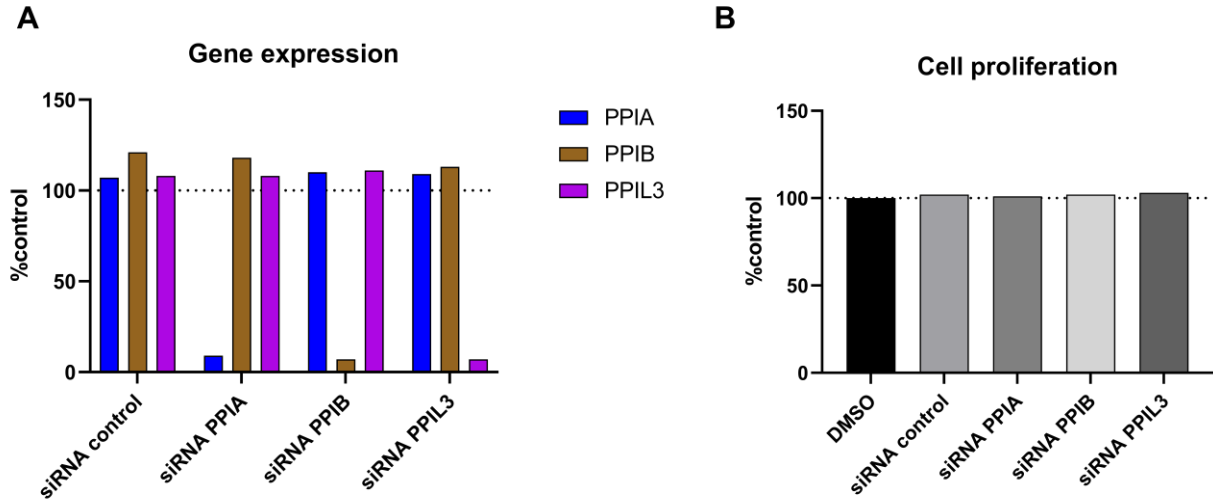 A
Gene expression
%control
150
100
50
0
siRNA control
siRNA PPIA
siRNA PPIB
siRNA PPIL3
PPIA
PPIB
PPIL3
B
Cell proliferation
%control
150
100
50
0
DMSO
siRNA control
siRNA PPIA
siRNA PPIB
siRNA PPIL3